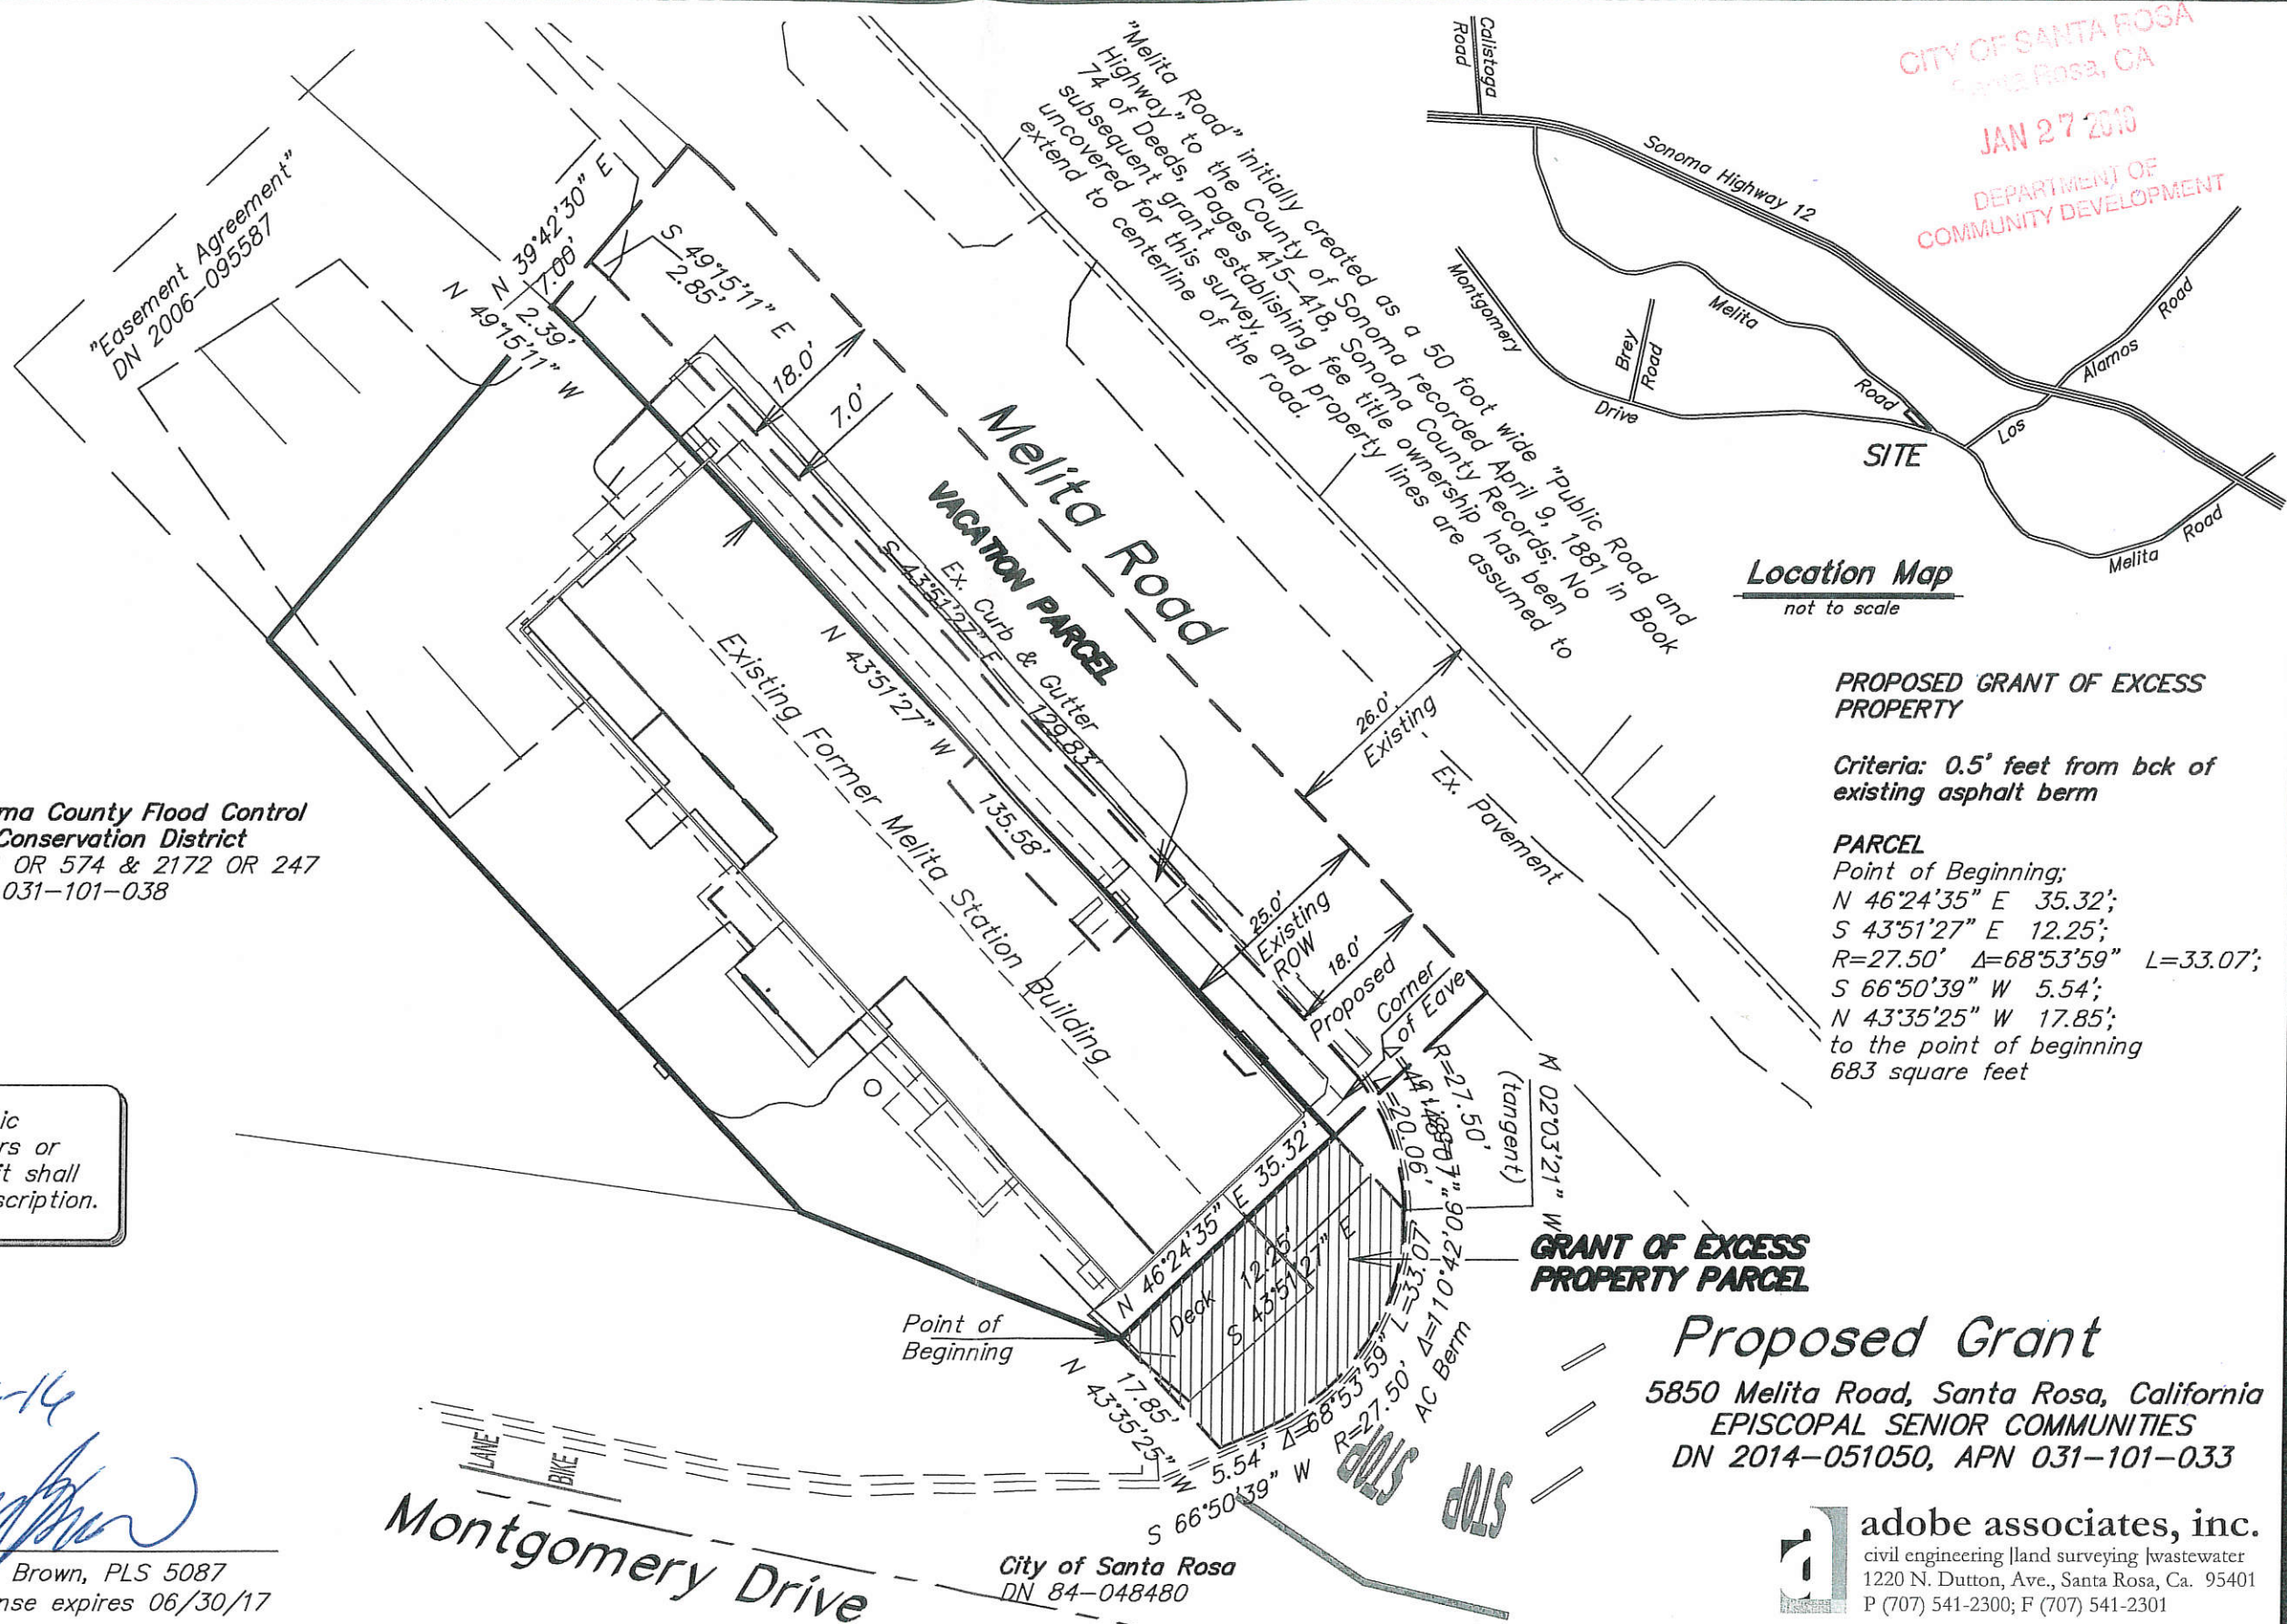 CITY OF SANTA ROSA
Santa Rosa, CA
JAN 27 2016
DEPARTMENT OF
COMMUNITY DEVELOPMENT
"Melita Road" initially created as a 50 foot wide "Public Road and
Highway" to the County of Sonoma recorded April 9, 1881 in Book
74 of Deeds, Pages 415-418, Sonoma County Records; No
subsequent grant establishing fee title ownership has been
uncovered for this survey, and property lines are assumed to
extend to centerline of the road.
Calistoga
Road
Sonoma Highway 12
Montgomery
Drive
Brey
Road
Melita
Road
Los
Alamos
Road
Melita
Road
SITE
Location Map
not to scale
"Easement Agreement"
DN 2006-095587
N 39°42'30" E
7.00'
2.39'
N 49°15'11" W
S 49°15'11" E
2.85'
18.0'
7.0'
Melita Road
VACATION PARCEL
Ex. Curb & Gutter
S 43°51'27" E
129.83'
N 43°51'27" W
135.58'
Existing Former Melita Station Building
26.0'
Existing
Ex. Pavement
25.0'
Existing
ROW
18.0'
Proposed
Corner
of Eave
R=27.50'
L=20.06'
N 02°03'21" W
(tangent)
PROPOSED GRANT OF EXCESS
PROPERTY
Criteria: 0.5' feet from bck of
existing asphalt berm
PARCEL
Point of Beginning;
N 46°24'35" E 35.32';
S 43°51'27" E 12.25';
R=27.50' Δ=68°53'59" L=33.07';
S 66°50'39" W 5.54';
N 43°35'25" W 17.85';
to the point of beginning
683 square feet
ma County Flood Control
Conservation District
OR 574 & 2172 OR 247
031-101-038
ic
rs or
it shall
scription.
N 46°24'35" E 35.32'
Deck
12.25'
S 43°51'27" E
Point of
Beginning
17.85'
N 43°35'25" W
5.54'
S 66°50'39" W
Δ=68°53'59" L=33.07
R=27.50' Δ=110°42'06"
AC Berm
GRANT OF EXCESS
PROPERTY PARCEL
STOP
STOP
STOP
LANE
BIKE
Montgomery Drive
City of Santa Rosa
DN 84-048480
-16
Brown, PLS 5087
nse expires 06/30/17
Proposed Grant
5850 Melita Road, Santa Rosa, California
EPISCOPAL SENIOR COMMUNITIES
DN 2014-051050, APN 031-101-033
adobe associates, inc.
civil engineering |land surveying |wastewater
1220 N. Dutton, Ave., Santa Rosa, Ca. 95401
P (707) 541-2300; F (707) 541-2301